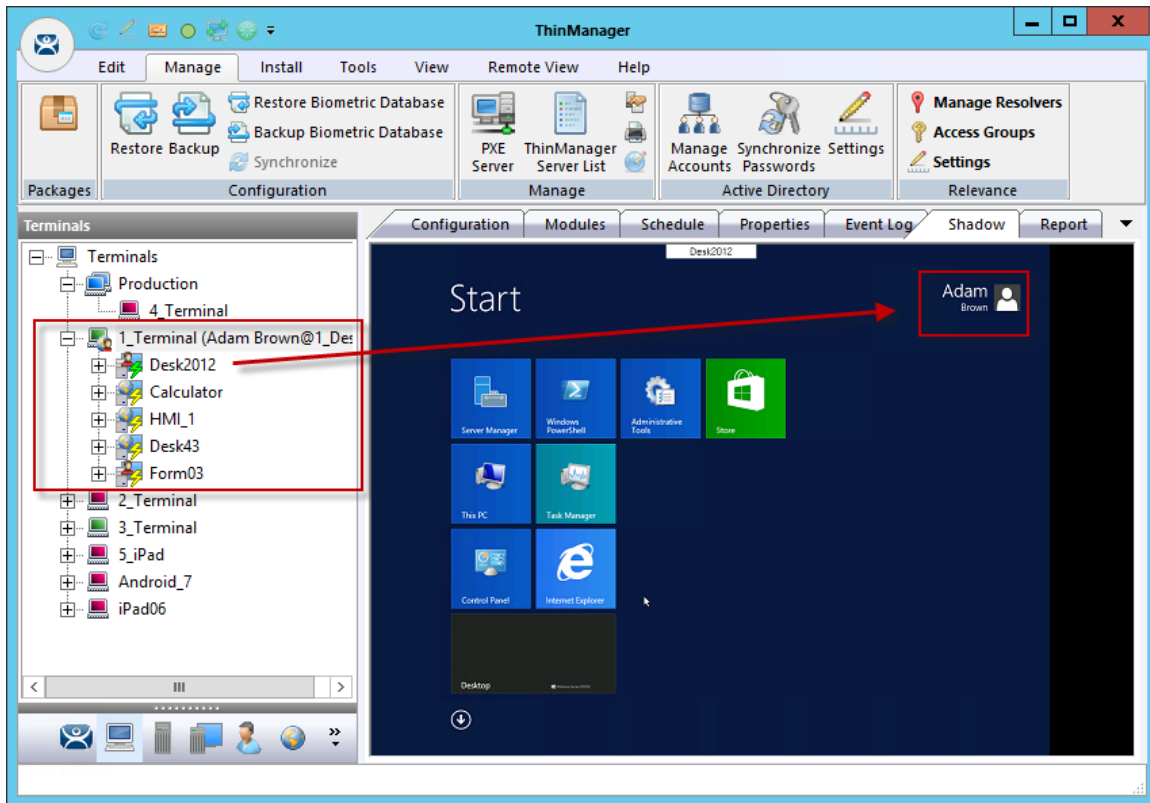 ThinManager
Edit Manage Install Tools View Remote View Help
Restore Biometric Database
Backup Biometric Database
Synchronize
Restore Backup
PXE Server
ThinManager Server List
Manage Accounts
Synchronize Passwords
Settings
Manage Resolvers
Access Groups
Settings
Packages Configuration Manage Active Directory Relevance
Terminals
Configuration Modules Schedule Properties Event Log Shadow Report
Terminals
Production
4_Terminal
1_Terminal (Adam Brown@1_Des
Desk2012
Calculator
HMI_1
Desk43
Form03
2_Terminal
3_Terminal
5_iPad
Android_7
iPad06
Desk2012
Start
Adam
Brown
Server Manager
Windows PowerShell
Administrative Tools
Store
This PC
Task Manager
Control Panel
Internet Explorer
Desktop